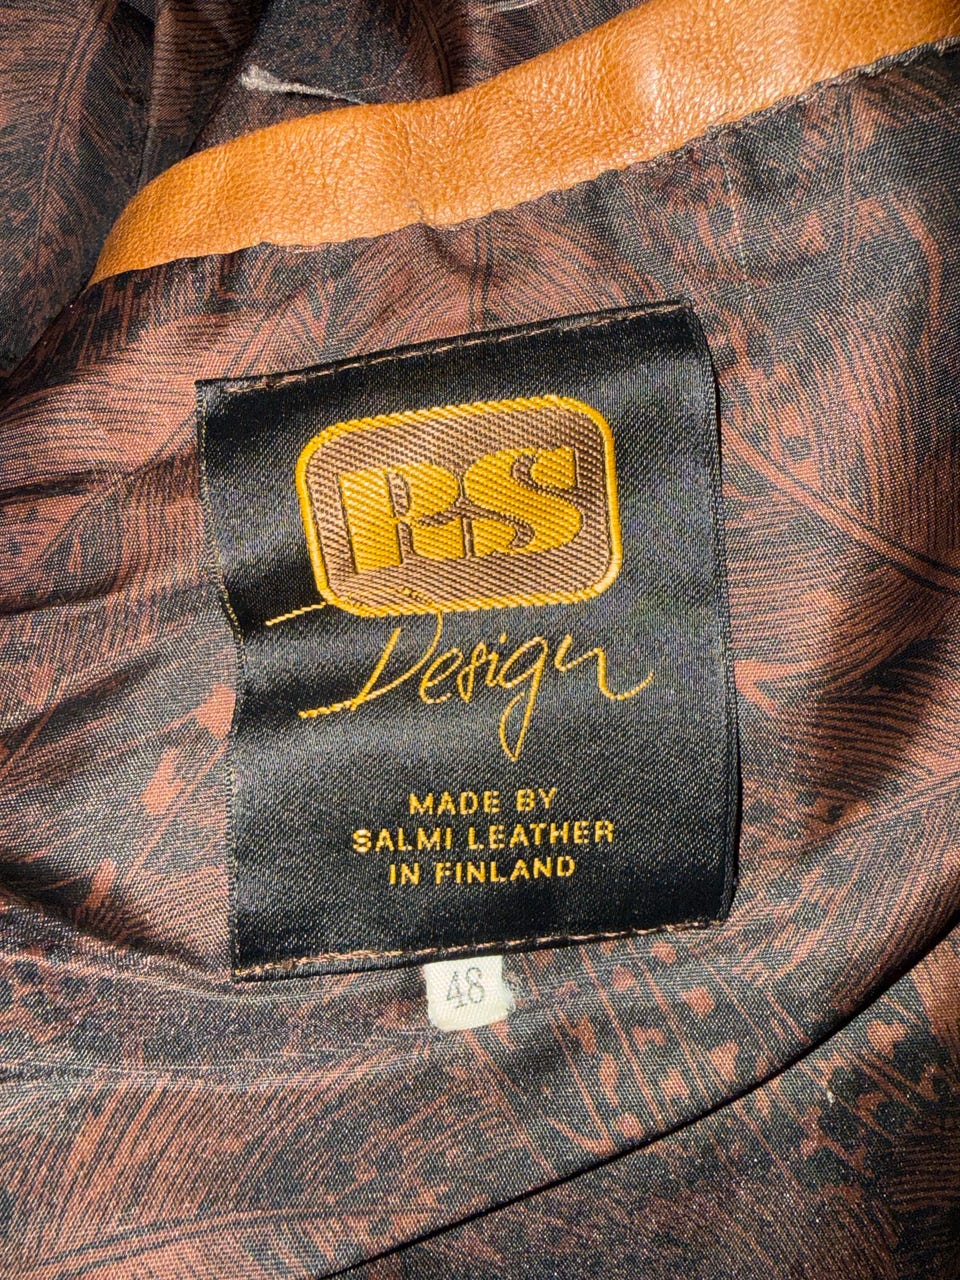 RS
Design
MADE BY
SALMI LEATHER
IN FINLAND
48